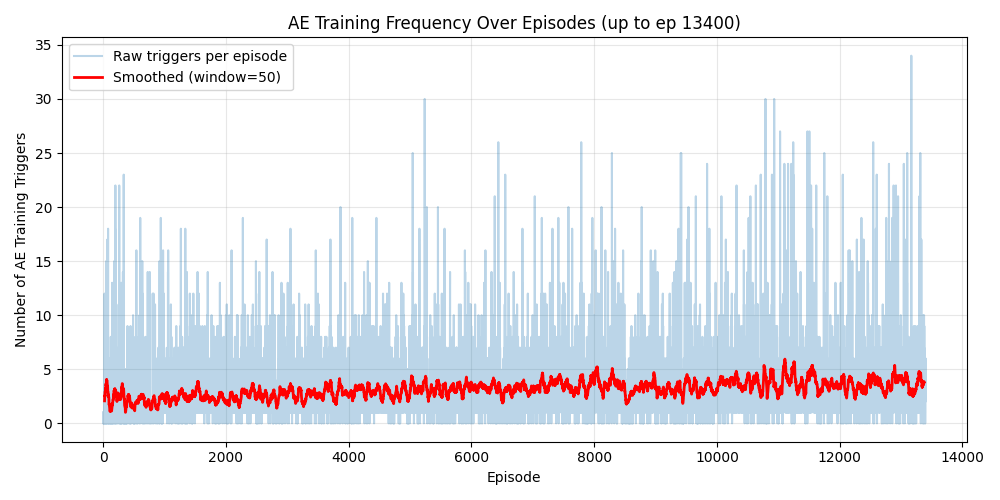 AE Training Frequency Over Episodes (up to ep 13400)
Raw triggers per episode
Smoothed (window=50)
Number of AE Training Triggers
35
30
25
20
15
10
5
0
0 2000 4000 6000 8000 10000 12000 14000
Episode